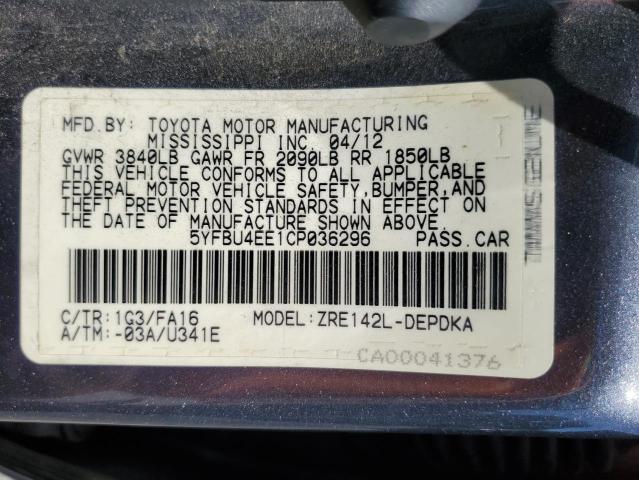 MFD.BY: TOYOTA MOTOR MANUFACTURING
MISSISSIPPI INC. 04/12
GVWR 3840LB GAWR FR 2090LB RR 1850LB
THIS VEHICLE CONFORMS TO ALL APPLICABLE
FEDERAL MOTOR VEHICLE SAFETY, BUMPER, AND
THEFT PREVENTION STANDARDS IN EFFECT ON
THE DATE OF MANUFACTURE SHOWN ABOVE.
5YFBU4EE1CP036296 PASS.CAR
C/TR:1G3/FA16 MODEL:ZRE142L-DEPDKA
A/TM:-03A/U341E
CA00041376
GENUINE